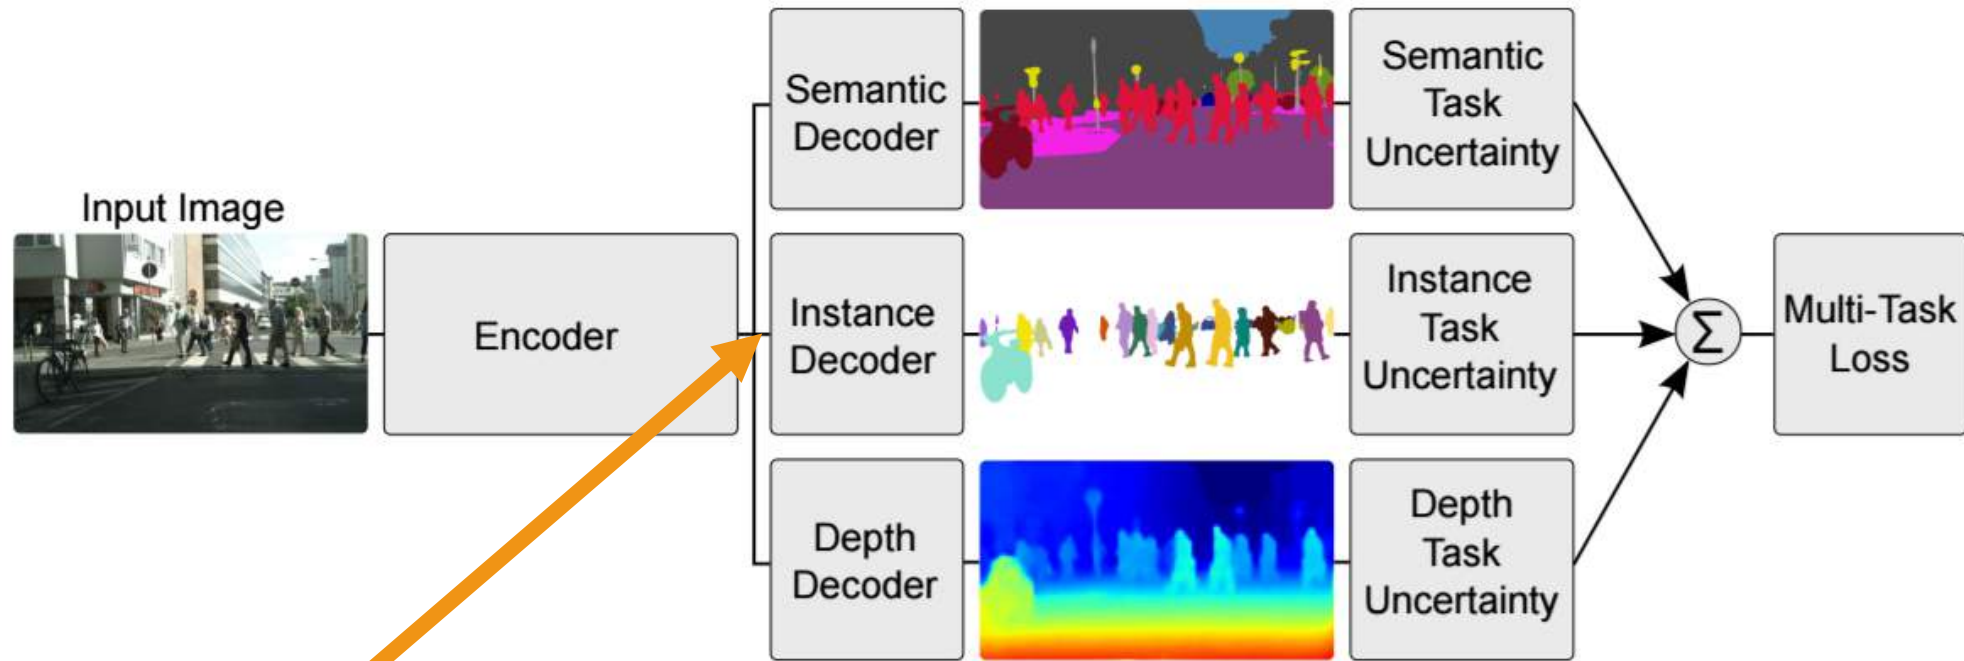 Input Image
Encoder
Semantic
Decoder
Semantic
Task
Uncertainty
Instance
Decoder
Instance
Task
Uncertainty
Depth
Decoder
Depth
Task
Uncertainty
Σ
Multi-Task
Loss